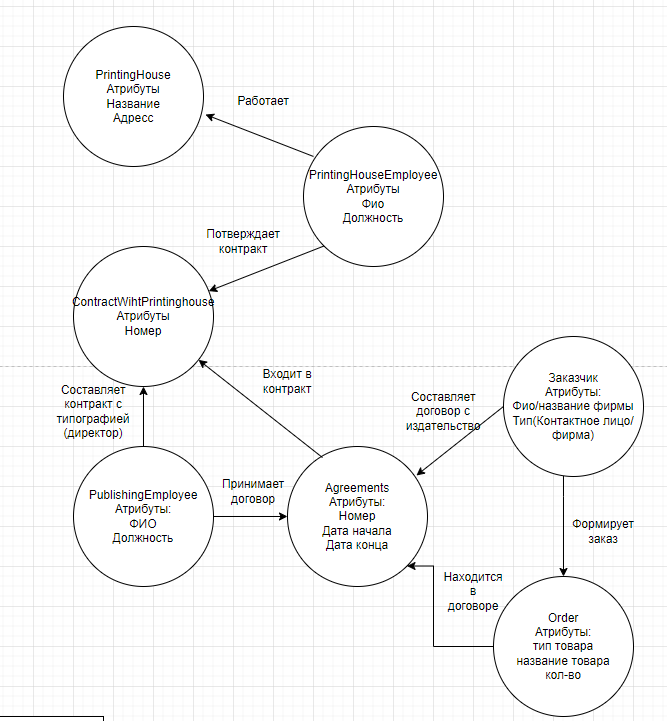 PrintingHouse
Атрибуты
Название
Адресс
Работает
PrintingHouseEmployee
Атрибуты
Фио
Должность
Потверждает
контракт
ContractWihtPrintinghouse
Атрибуты
Номер
Входит в
контракт
Составляет
контракт с
типографией
(директор)
Составляет
договор с
издательство
Заказчик
Атрибуты:
Фио/название фирмы
Тип(Контактное лицо/
фирма)
PublishingEmployee
Атрибуты:
ФИО
Должность
Принимает
договор
Agreements
Атрибуты:
Номер
Дата начала
Дата конца
Формирует
заказ
Находится
в
договоре
Order
Атрибуты:
тип товара
название товара
кол-во